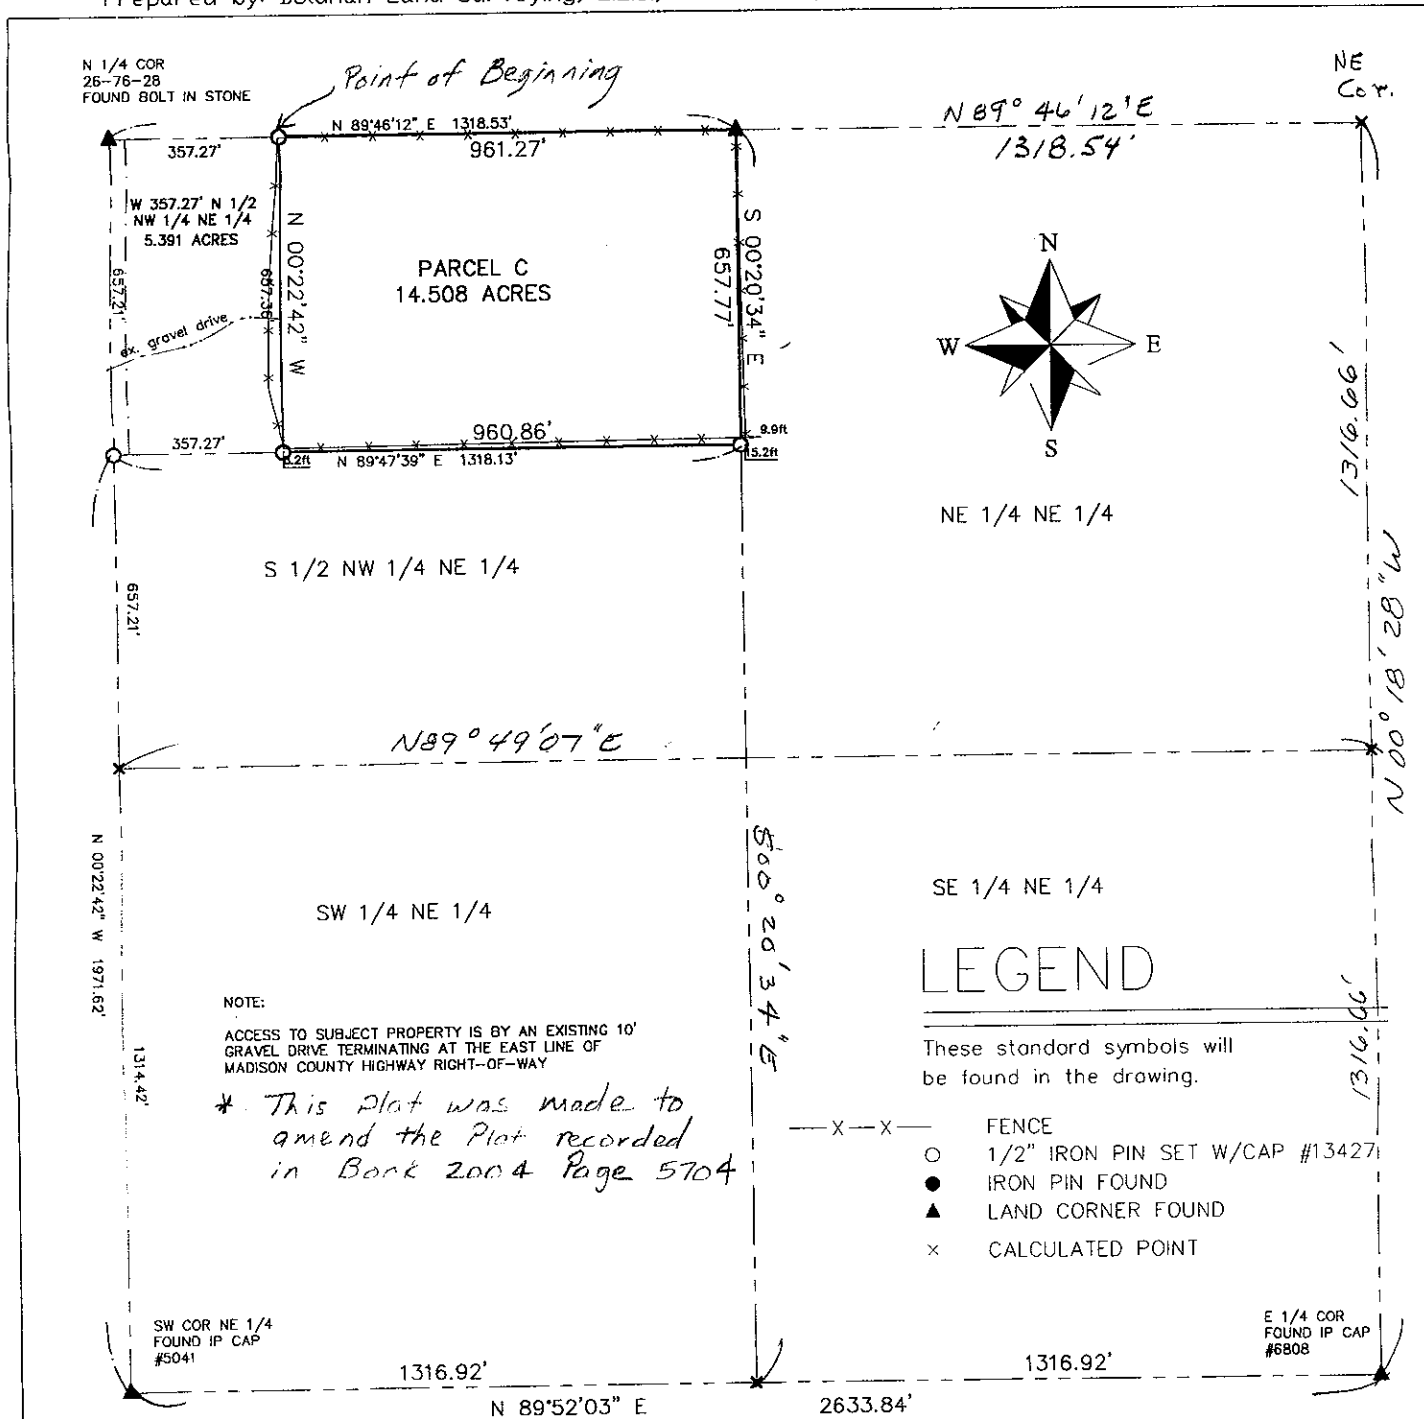 N 1/4 COR
26-76-28
FOUND BOLT IN STONE
Point of Beginning
NE
Cor.
N 89°46'12" E 1318.53'
N 89° 46' 12" E
357.27'
961.27'
1318.54'
W 357.27' N 1/2
NW 1/4 NE 1/4
5.391 ACRES
N 00°22'42" W
S 00°20'34" E
657.77'
657.21'
657.36'
PARCEL C
14.508 ACRES
ex. gravel drive
N
W
E
S
1316.66'
357.27'
960.86'
9.9ft
15.2ft
N 89°47'39" E 1318.13'
NE 1/4 NE 1/4
S 1/2 NW 1/4 NE 1/4
657.21'
N 00° 18' 28" W
N89° 49' 07" E
N 00°22'42" W 1971.62'
S00° 20' 34" E
SW 1/4 NE 1/4
SE 1/4 NE 1/4
LEGEND
These standard symbols will
be found in the drawing.
1316.66'
NOTE:
ACCESS TO SUBJECT PROPERTY IS BY AN EXISTING 10'
GRAVEL DRIVE TERMINATING AT THE EAST LINE OF
MADISON COUNTY HIGHWAY RIGHT-OF-WAY
1314.42'
* This Plat was made to
amend the Plat recorded
in Book 2004 Page 5704
—X—X— FENCE
○ 1/2" IRON PIN SET W/CAP #13427
● IRON PIN FOUND
▲ LAND CORNER FOUND
× CALCULATED POINT
SW COR NE 1/4
FOUND IP CAP
#5041
E 1/4 COR
FOUND IP CAP
#6808
1316.92'
1316.92'
N 89°52'03" E 2633.84'